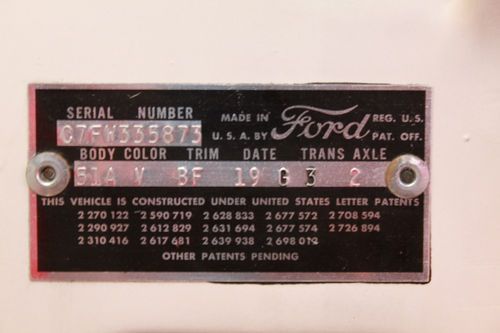 SERIAL NUMBER
C7FW335873
MADE IN
U.S.A. BY
Ford
REG. U.S.
PAT. OFF.
BODY COLOR TRIM DATE TRANS AXLE
51A V 8F 19 G 3 2
THIS VEHICLE IS CONSTRUCTED UNDER UNITED STATES LETTER PATENTS
2 270 122 2 590 719 2 628 833 2 677 572 2 708 594
2 290 927 2 612 829 2 631 694 2 677 574 2 726 894
2 310 416 2 617 681 2 639 938 2 698 012
OTHER PATENTS PENDING